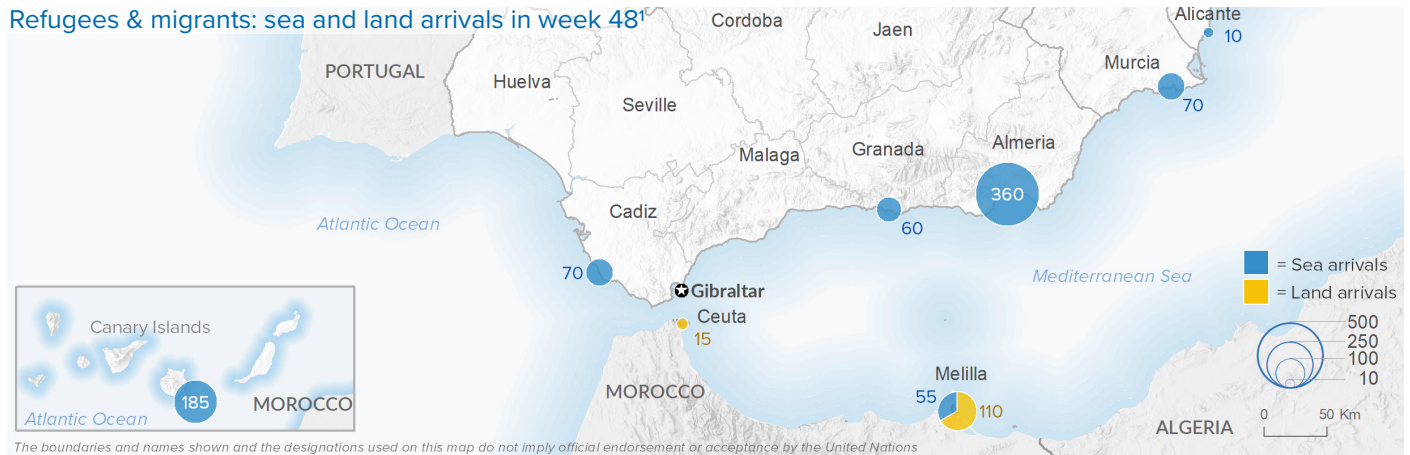 Refugees & migrants: sea and land arrivals in week 48¹
Cordoba
Alicante
10
Jaen
PORTUGAL
Huelva
Murcia
70
Seville
Malaga
Granada
Almeria
360
60
Cadiz
Atlantic Ocean
70
Gibraltar
Ceuta
15
Mediterranean Sea
= Sea arrivals
= Land arrivals
500
250
100
10
0 50 Km
Canary Islands
185
MOROCCO
Atlantic Ocean
MOROCCO
Melilla
55
110
ALGERIA
The boundaries and names shown and the designations used on this map do not imply official endorsement or acceptance by the United Nations